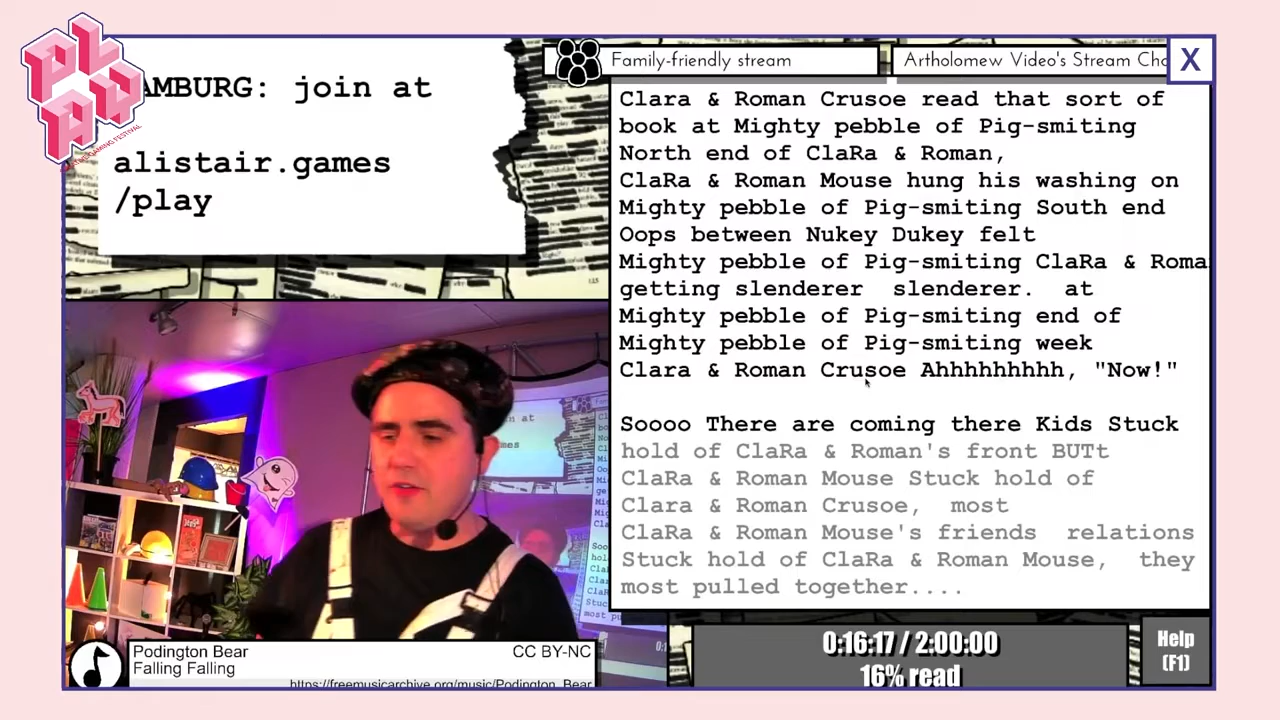 PLAY
HAMBURG: join at
alistair.games
/play
Family-friendly stream
Artholomew Video's Stream Cha
X
Clara & Roman Crusoe read that sort of
book at Mighty pebble of Pig-smiting
North end of ClaRa & Roman,
ClaRa & Roman Mouse hung his washing on
Mighty pebble of Pig-smiting South end
Oops between Nukey Dukey felt
Mighty pebble of Pig-smiting ClaRa & Roma
getting slenderer slenderer. at
Mighty pebble of Pig-smiting end of
Mighty pebble of Pig-smiting week
Clara & Roman Crusoe Ahhhhhhhhh, "Now!"
Soooo There are coming there Kids Stuck
hold of ClaRa & Roman's front BUTt
ClaRa & Roman Mouse Stuck hold of
Clara & Roman Crusoe, most
ClaRa & Roman Mouse's friends relations
Stuck hold of ClaRa & Roman Mouse, they
most pulled together....
Podington Bear
CC BY-NC
Falling Falling
https://freemusicarchive.org/music/Podington_Bear
0:16:17 / 2:00:00
16% read
Help
(F1)